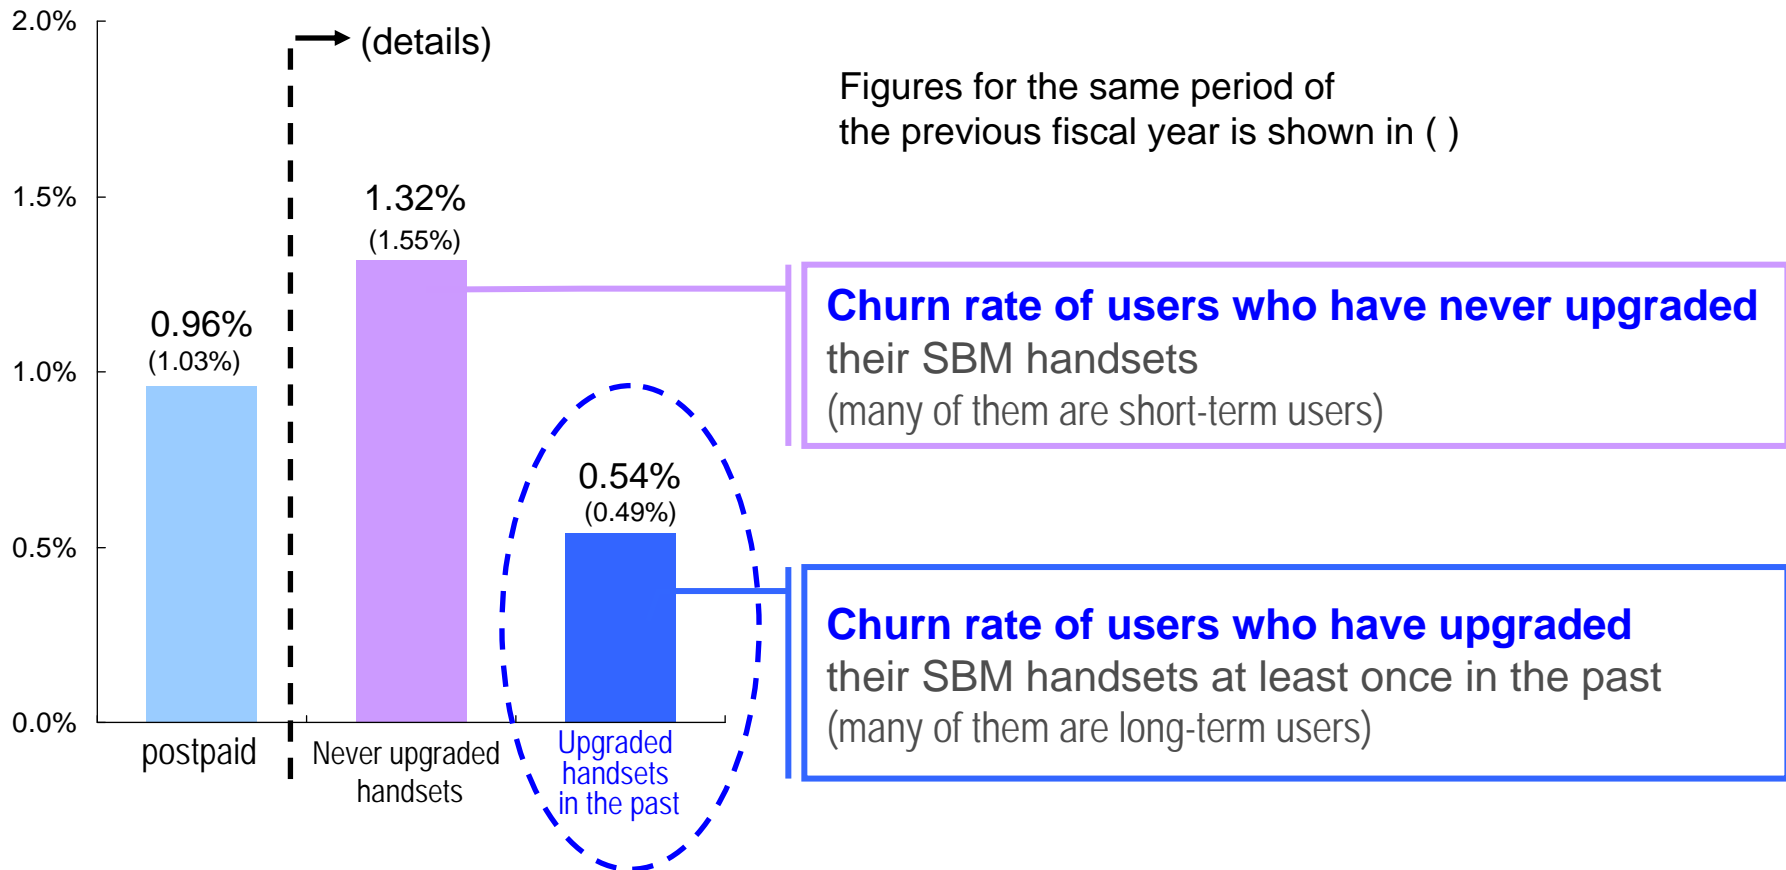 2.0%
(details)
Figures for the same period of
the previous fiscal year is shown in ( )
1.5%
1.32%
(1.55%)
Churn rate of users who have never upgraded
their SBM handsets
(many of them are short-term users)
0.96%
(1.03%)
1.0%
0.54%
(0.49%)
0.5%
Churn rate of users who have upgraded
their SBM handsets at least once in the past
(many of them are long-term users)
0.0%
postpaid
Never upgraded
handsets
Upgraded
handsets
in the past